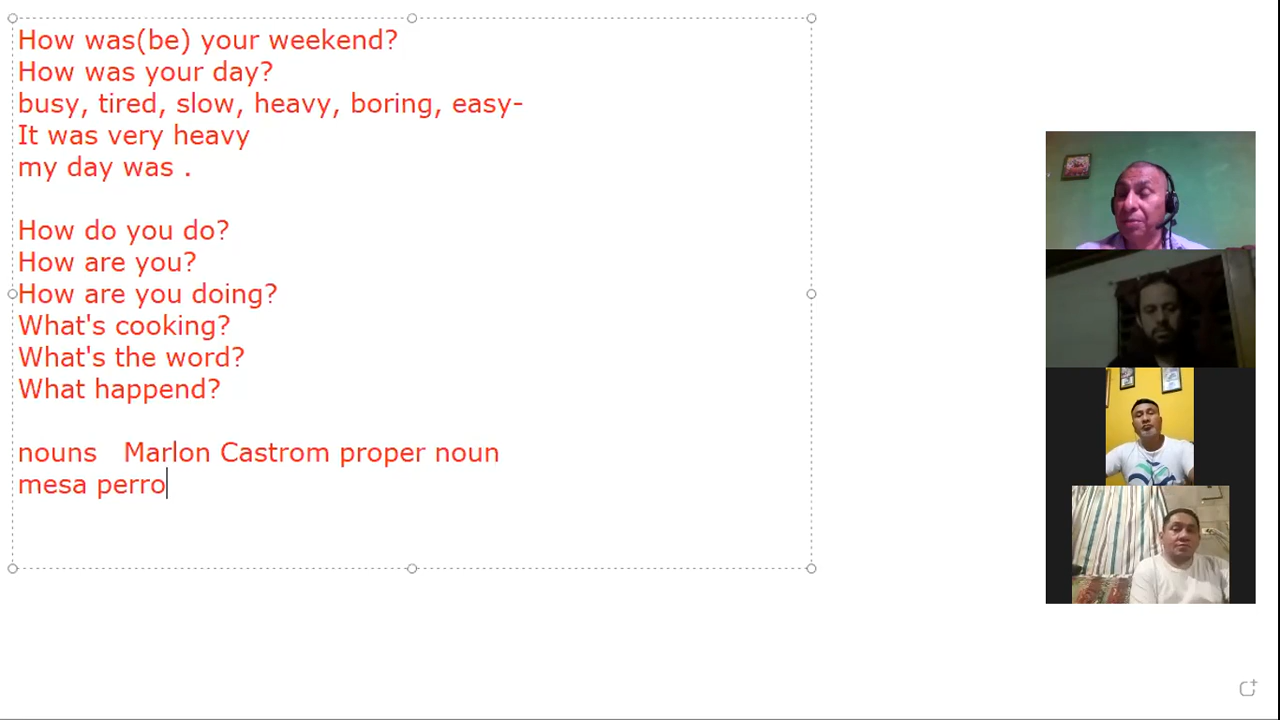 How was(be) your weekend?
How was your day?
busy, tired, slow, heavy, boring, easy-
It was very heavy
my day was .
How do you do?
How are you?
How are you doing?
What's cooking?
What's the word?
What happend?
nouns   Marlon Castrom proper noun
mesa perro